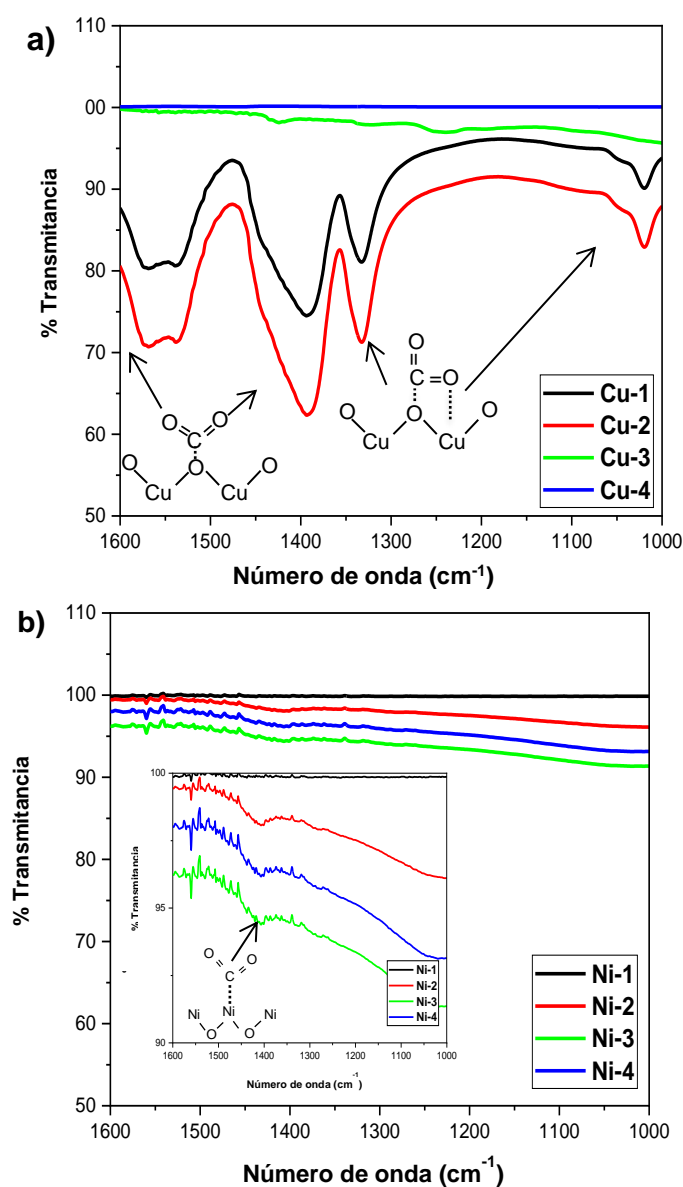 a)
110
00
90
80
70
60
50
% Transmitancia
1600 1500 1400 1300 1200 1100 1000
Número de onda (cm-1)
O O
C
O O O
Cu Cu
O
C=O
O O O
Cu Cu
Cu-1
Cu-2
Cu-3
Cu-4
b)
110
100
90
80
70
60
50
% Transmitancia
1600 1500 1400 1300 1200 1100 1000
Número de onda (cm-1)
100
95
90
% Transmitancia
1600 1500 1400 1300 1200 1100 1000
Número de onda (cm-1)
O O
C
Ni Ni Ni
O O
Ni-1
Ni-2
Ni-3
Ni-4
Ni-1
Ni-2
Ni-3
Ni-4